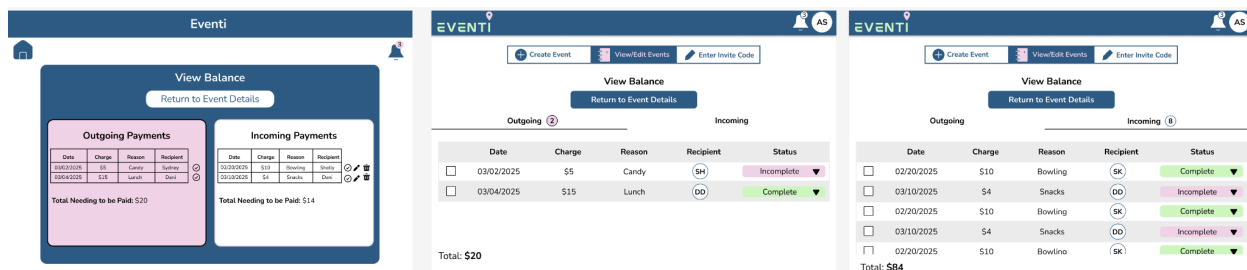 Eventi
3
View Balance
Return to Event Details
Outgoing Payments
Date Charge Reason Recipient
03/02/2025 $5 Candy Sydney
03/04/2025 $15 Lunch Dani
Total Needing to be Paid: $20
Incoming Payments
Date Charge Reason Recipient
02/20/2025 $10 Bowling Shelly
03/10/2025 $4 Snacks Dani
Total Needing to be Paid: $14
EVENTI
3
AS
Create Event View/Edit Events Enter Invite Code
View Balance
Return to Event Details
Outgoing 2 Incoming
Date Charge Reason Recipient Status
03/02/2025 $5 Candy SH Incomplete
03/04/2025 $15 Lunch DD Complete
Total: $20
EVENTI
3
AS
Create Event View/Edit Events Enter Invite Code
View Balance
Return to Event Details
Outgoing Incoming 8
Date Charge Reason Recipient Status
02/20/2025 $10 Bowling SK Complete
03/10/2025 $4 Snacks DD Incomplete
02/20/2025 $10 Bowling SK Complete
03/10/2025 $4 Snacks DD Incomplete
02/20/2025 $10 Bowling SK Complete
Total: $84